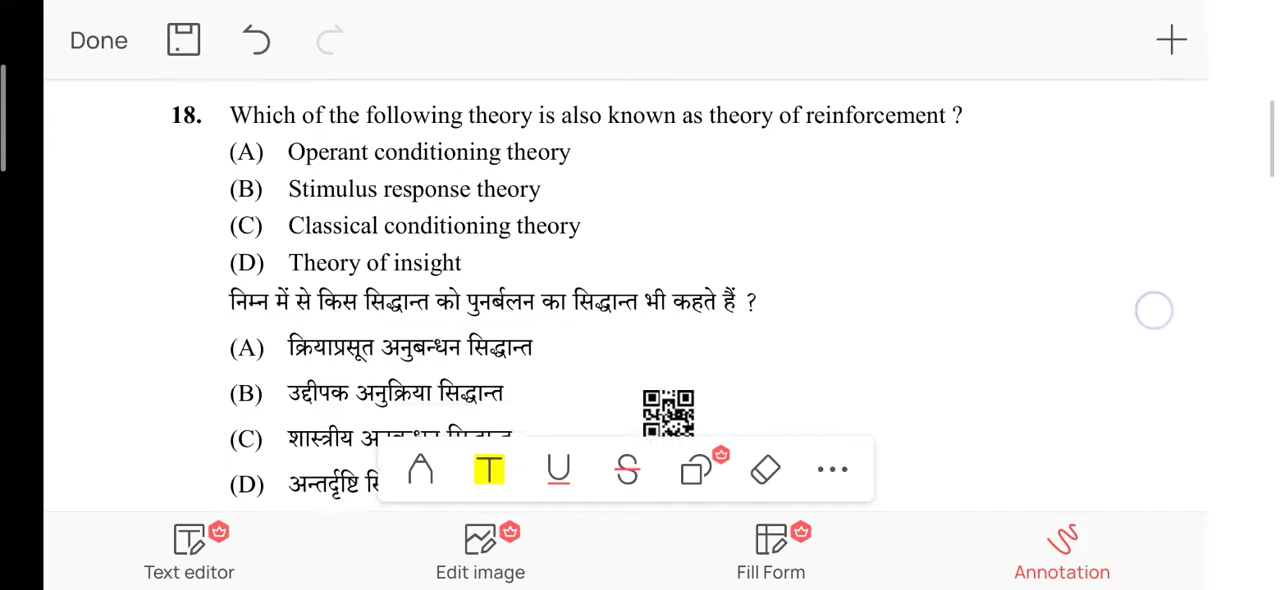 Done
18. Which of the following theory is also known as theory of reinforcement ?
(A) Operant conditioning theory
(B) Stimulus response theory
(C) Classical conditioning theory
(D) Theory of insight
निम्न में से किस सिद्धान्त को पुनर्बलन का सिद्धान्त भी कहते हैं ?
(A) क्रियाप्रसूत अनुबन्धन सिद्धान्त
(B) उद्दीपक अनुक्रिया सिद्धान्त
(C) शास्त्रीय
(D) अन्तर्दृष्टि
Text editor
Edit image
Fill Form
Annotation